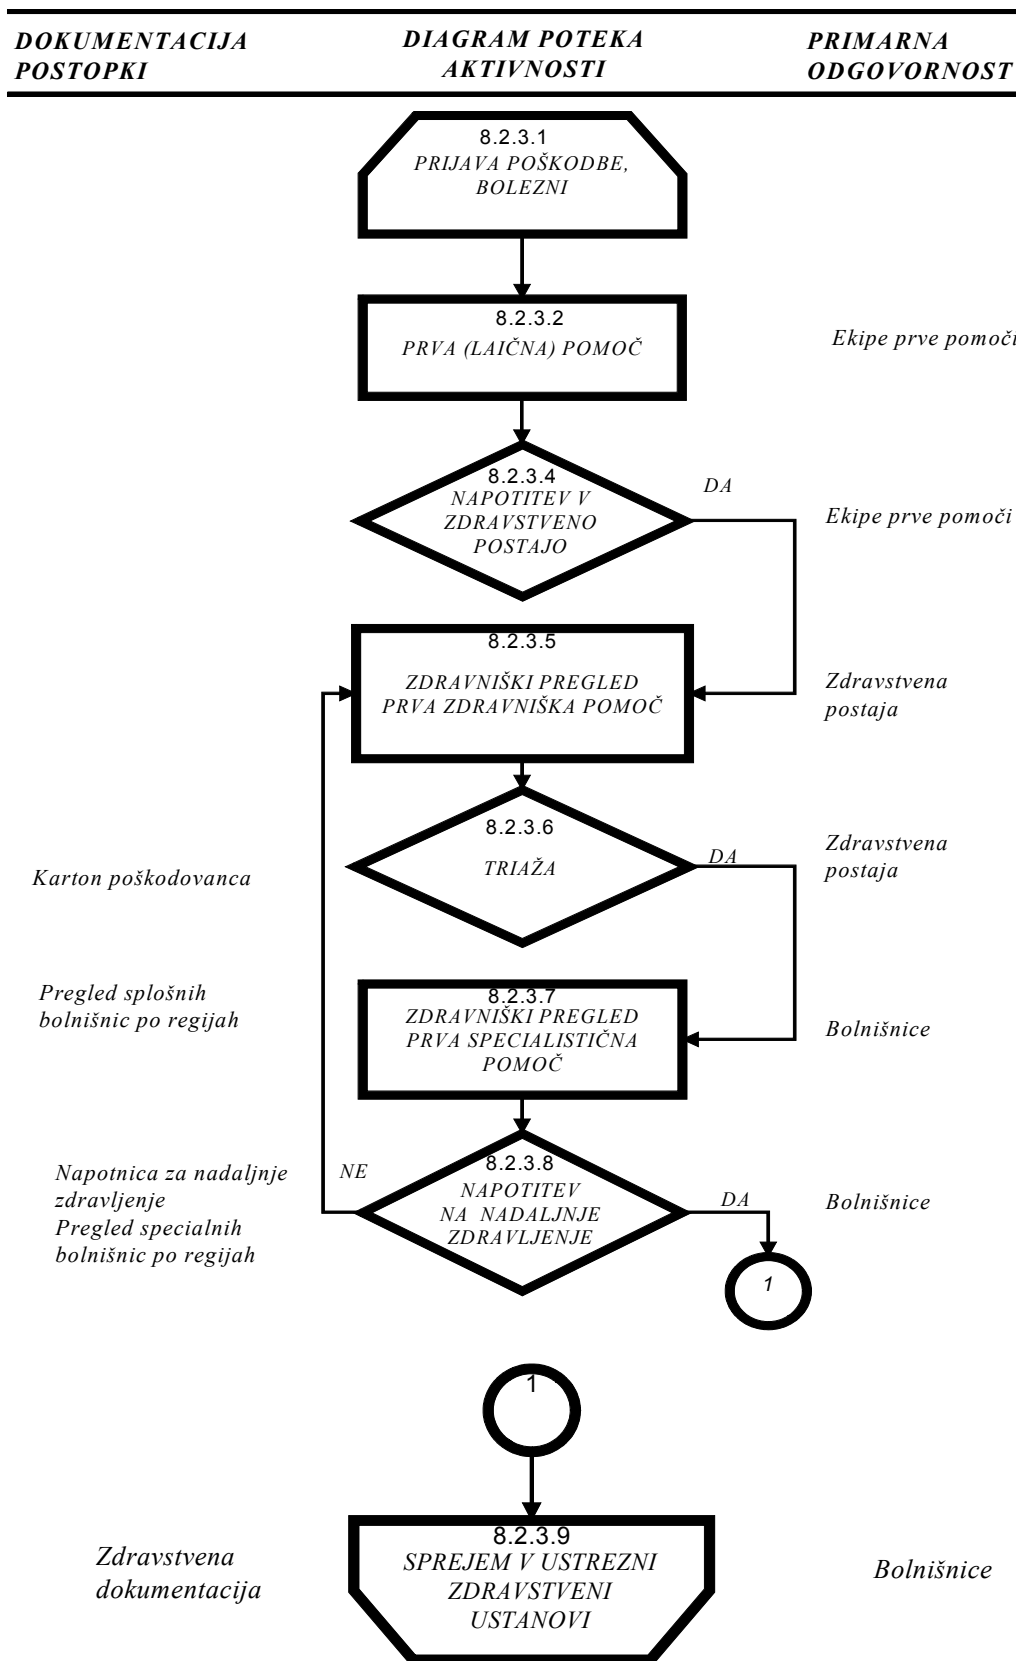 DOKUMENTACIJA
POSTOPKI
DIAGRAM POTEKA
AKTIVNOSTI
PRIMARNA
ODGOVORNOST
8.2.3.1
PRIJAVA POŠKODBE,
BOLEZNI
8.2.3.2
PRVA (LAIČNA) POMOČ
Ekipe prve pomoči
8.2.3.4
NAPOTITEV V
ZDRAVSTVENO
POSTAJO
DA
Ekipe prve pomoči
8.2.3.5
ZDRAVNIŠKI PREGLED
PRVA ZDRAVNIŠKA POMOČ
Zdravstvena
postaja
8.2.3.6
TRIAŽA
DA
Zdravstvena
postaja
Karton poškodovanca
Pregled splošnih
bolnišnic po regijah
8.2.3.7
ZDRAVNIŠKI PREGLED
PRVA SPECIALISTIČNA
POMOČ
Bolnišnice
Napotnica za nadaljnje
zdravljenje
Pregled specialnih
bolnišnic po regijah
NE
8.2.3.8
NAPOTITEV
NA NADALJNJE
ZDRAVLJENJE
DA
Bolnišnice
1
1
Zdravstvena
dokumentacija
8.2.3.9
SPREJEM V USTREZNI
ZDRAVSTVENI
USTANOVI
Bolnišnice